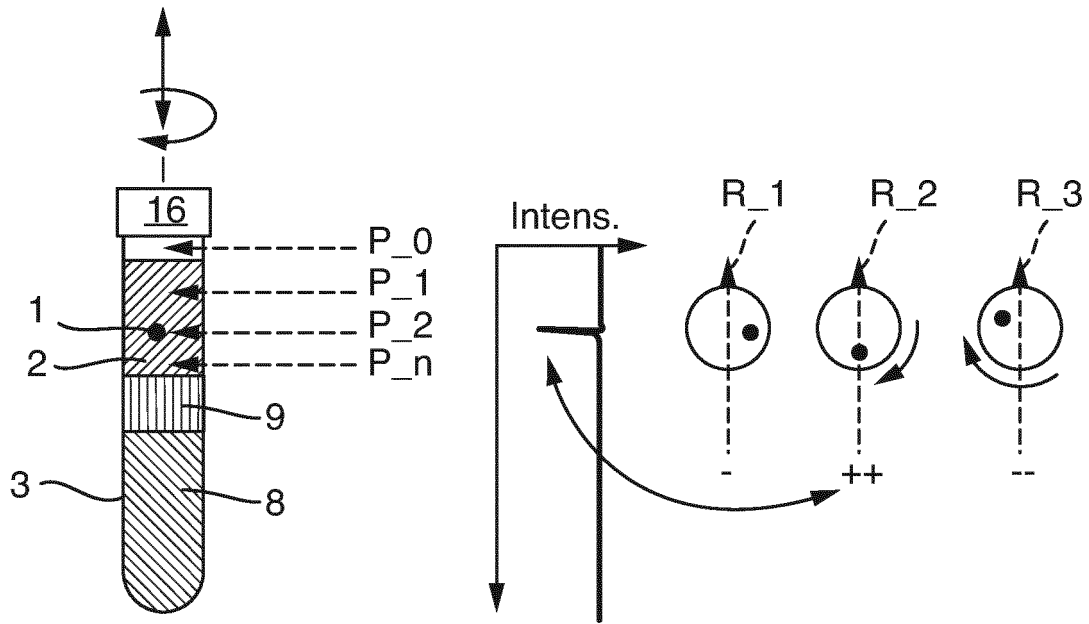 16
P_0
P_1
P_2
P_n
1
2
9
3
8
Intens.
R_1 R_2 R_3
- ++ --